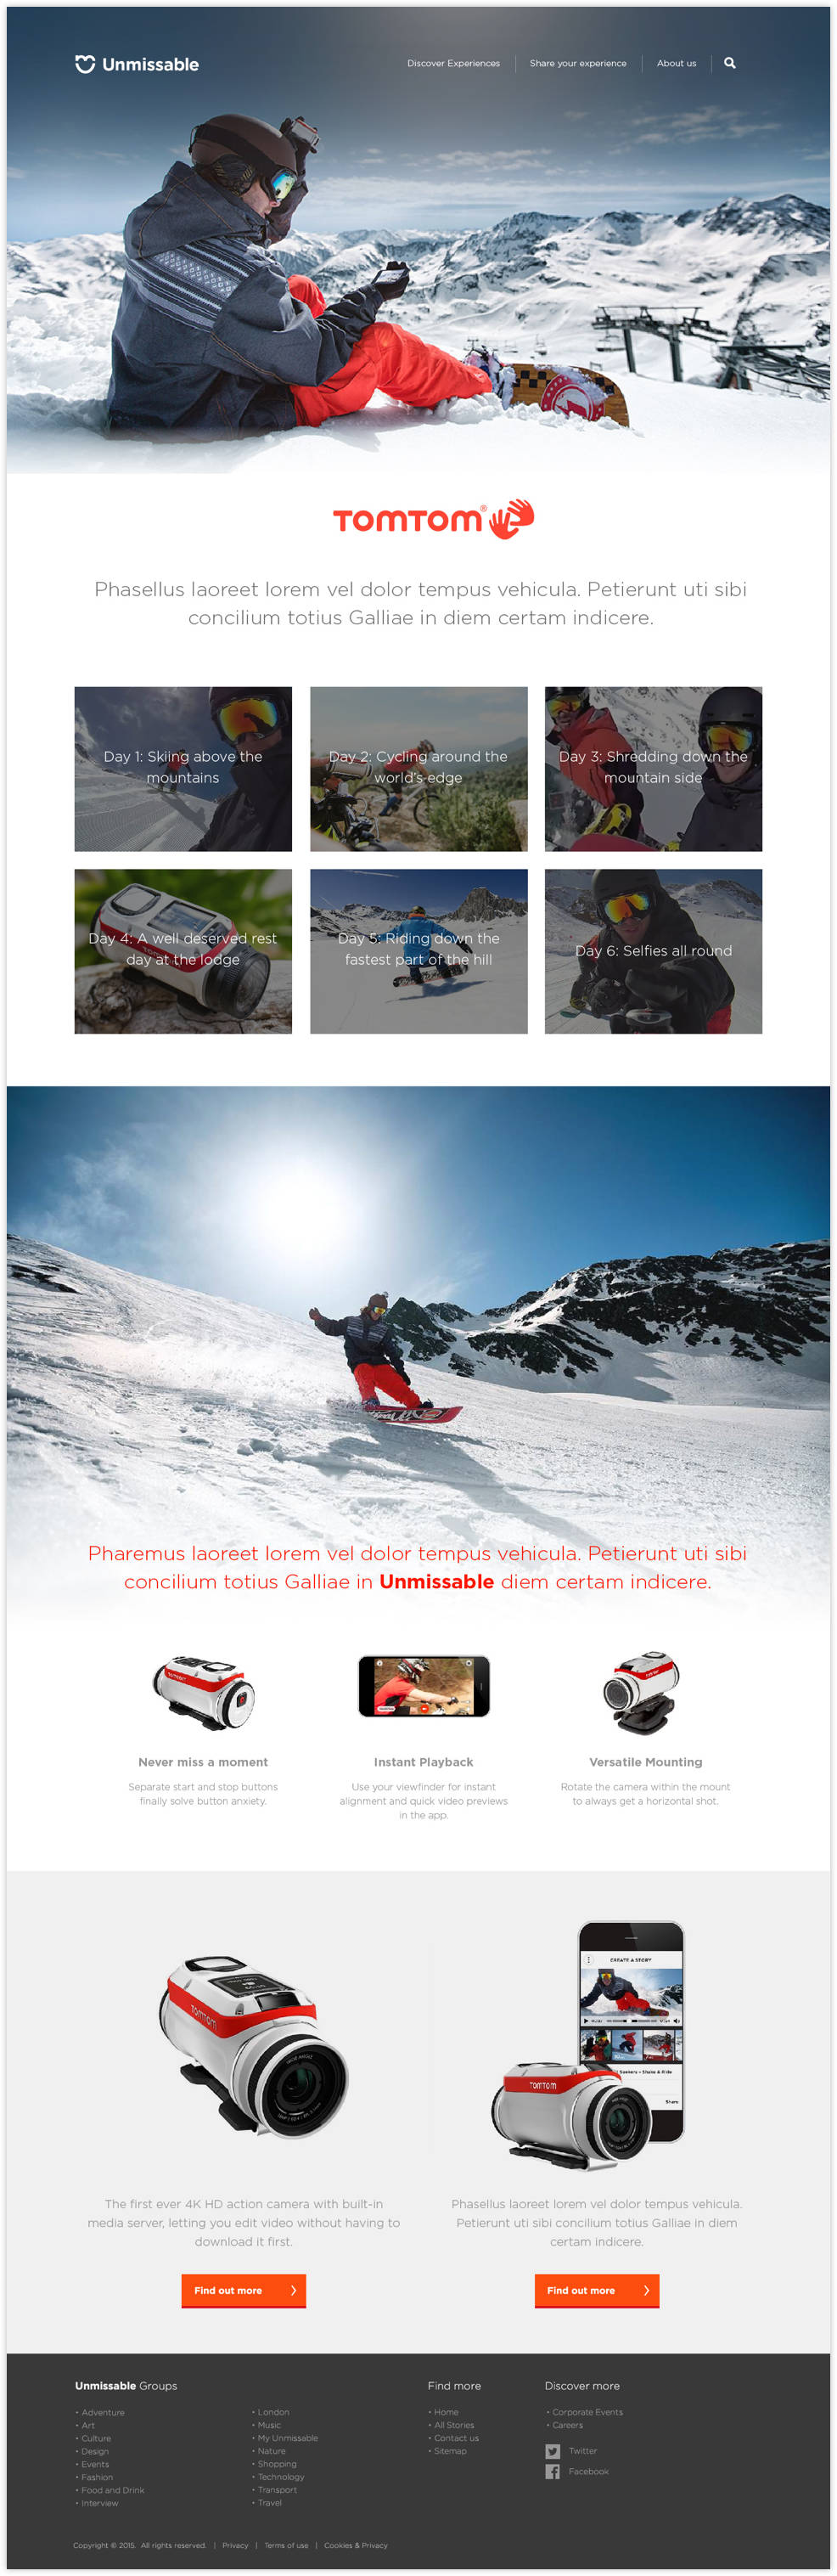 Unmissable
Discover Experiences
Share your experience
About us
TOMTOM®
Phasellus laoreet lorem vel dolor tempus vehicula. Petierunt uti sibi
concilium totius Galliae in diem certam indicere.
Day 1: Skiing above the
mountains
Day 2: Cycling around the
world's edge
Day 3: Shredding down the
mountain side
Day 4: A well deserved rest
day at the lodge
Day 5: Riding down the
fastest part of the hill
Day 6: Selfies all round
Pharemus laoreet lorem vel dolor tempus vehicula. Petierunt uti sibi
concilium totius Galliae in Unmissable diem certam indicere.
Never miss a moment
Separate start and stop buttons
finally solve button anxiety.
Instant Playback
Use your viewfinder for instant
alignment and quick video previews
in the app.
Versatile Mounting
Rotate the camera within the mount
to always get a horizontal shot.
TOMTOM
CREATE A STORY
Share
TOMTOM
The first ever 4K HD action camera with built-in
media server, letting you edit video without having to
download it first.
Find out more
Phasellus laoreet lorem vel dolor tempus vehicula.
Petierunt uti sibi concilium totius Galliae in diem
certam indicere.
Find out more
Unmissable Groups
• Adventure
• Art
• Culture
• Design
• Events
• Fashion
• Food and Drink
• Interview
• London
• Music
• My Unmissable
• Nature
• Shopping
• Technology
• Transport
• Travel
Find more
• Home
• All Stories
• Contact us
• Sitemap
Discover more
• Corporate Events
• Careers
Twitter
Facebook
Copyright © 2015. All rights reserved. | Privacy | Terms of use | Cookies & Privacy